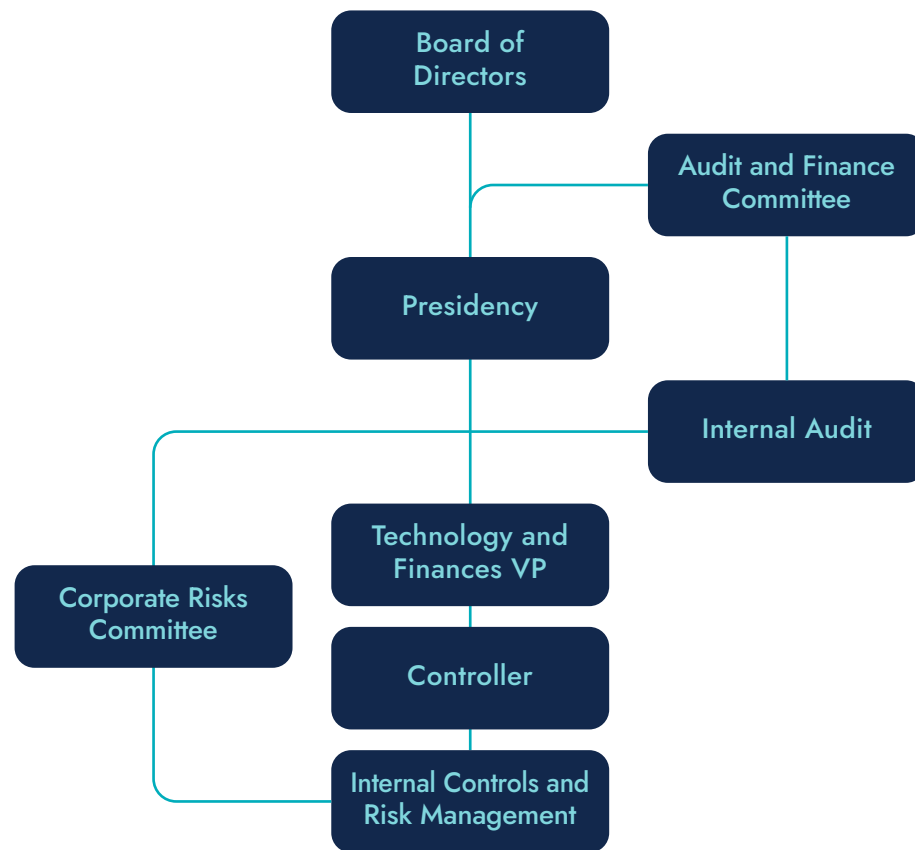 Board of
Directors
Audit and Finance
Committee
Presidency
Internal Audit
Technology and
Finances VP
Corporate Risks
Committee
Controller
Internal Controls and
Risk Management